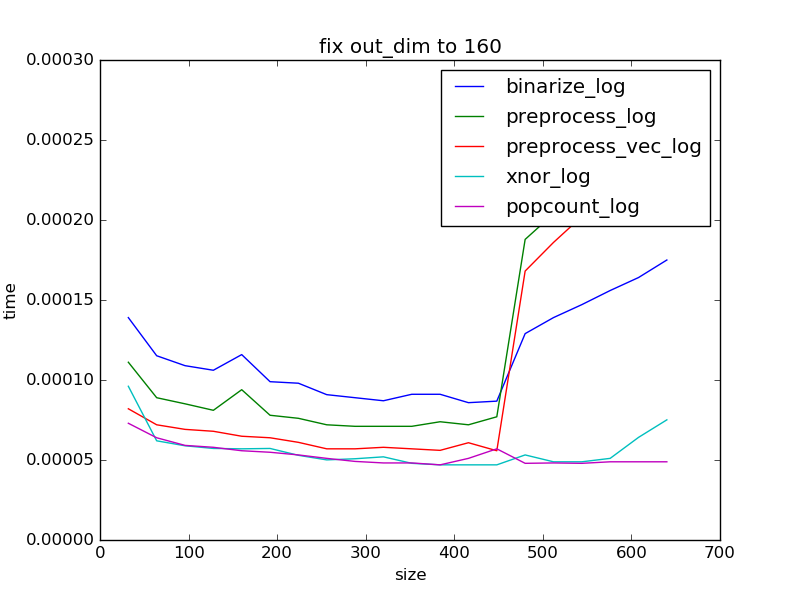 fix out_dim to 160
0.00030
0.00025
0.00020
0.00015
0.00010
0.00005
0.00000
time
binarize_log
preprocess_log
preprocess_vec_log
xnor_log
popcount_log
0 100 200 300 400 500 600 700
size